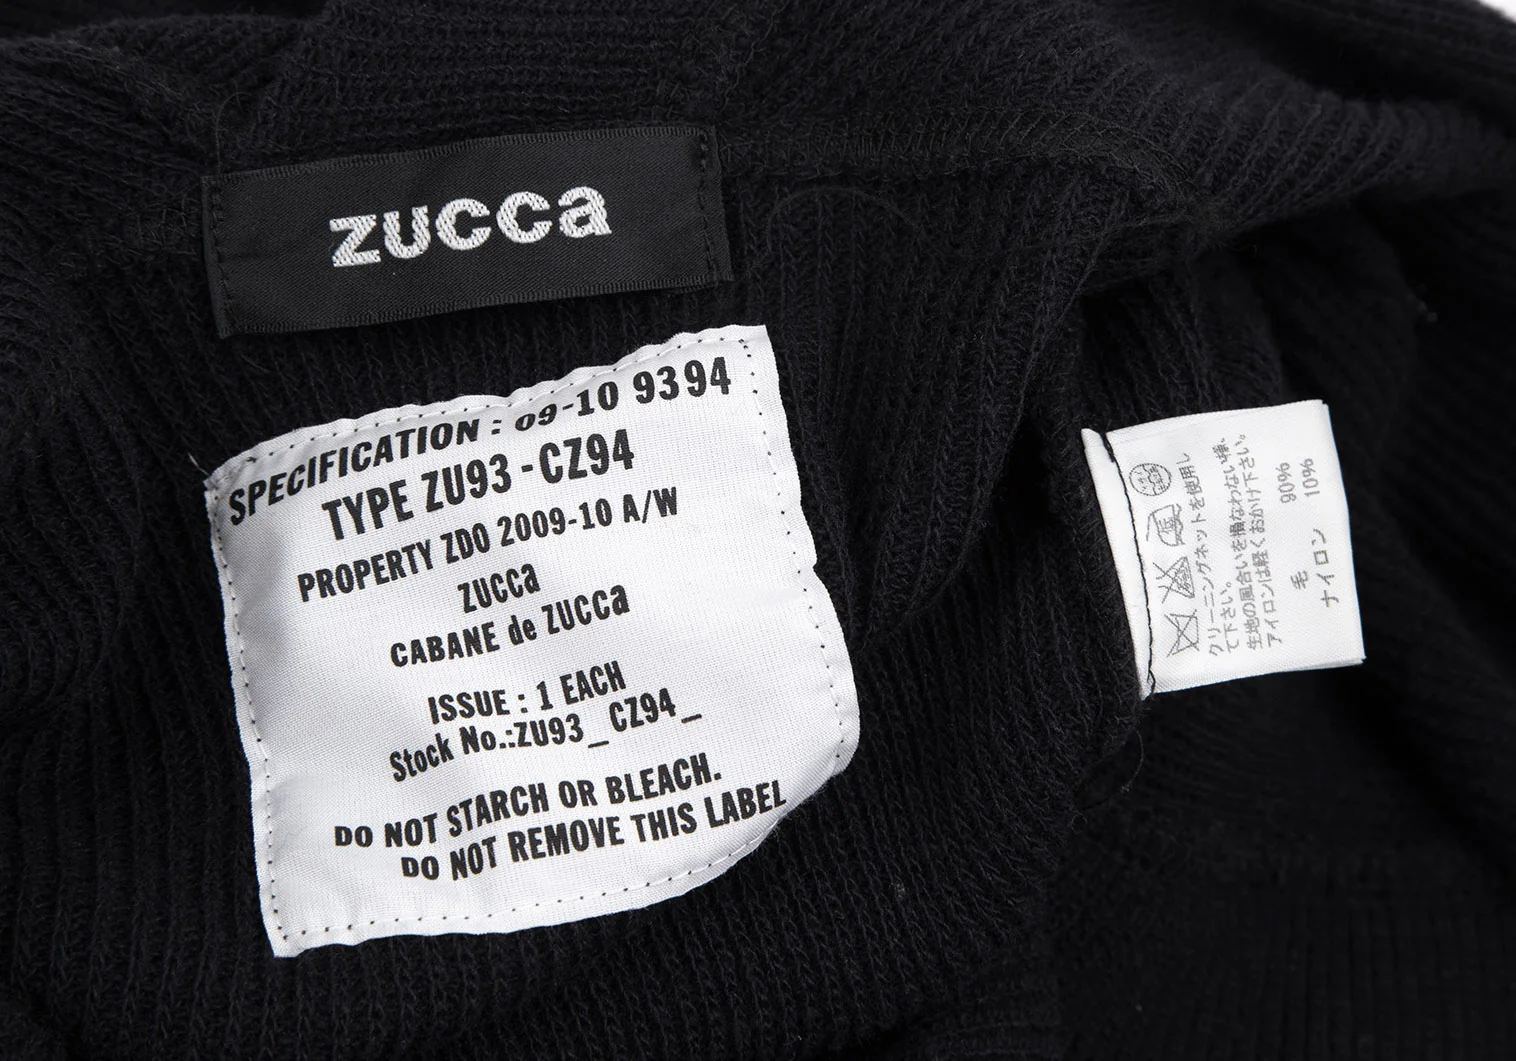 zucca
SPECIFICATION : 09-10 9394
TYPE ZU93 -CZ94
PROPERTY ZDO 2009-10 A/W
ZUCCa
CABANE de ZUCCa
ISSUE : 1 EACH
Stock No.:ZU93_CZ94_
DO NOT STARCH OR BLEACH.
DO NOT REMOVE THIS LABEL
クリーニングネットを使用し
て下さい。
生地の風合いを損なわない様、
アイロンは軽くおかけ下さい。
毛 90%
ナイロン 10%